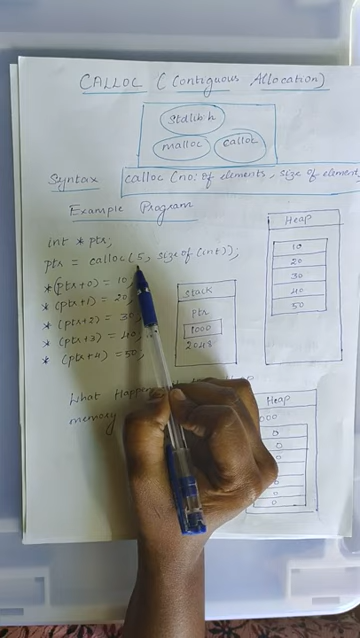 CALLOC (Contiguous Allocation)
Stdlib.h
malloc
calloc
Syntax
calloc (no: of elements, size of element
Example Program
int * ptr;
ptr = calloc(5, sizeof(int));
*(ptr+0) = 10
*(ptr+1) = 20,
*(ptr+2) = 30
*(ptr+3) = 40
*(ptr+4) = 50,
Stack
Ptr
1000
2048
Heap
10
20
30
40
50
What Happen
memory
Heap
000
0
0
0
0
0
0